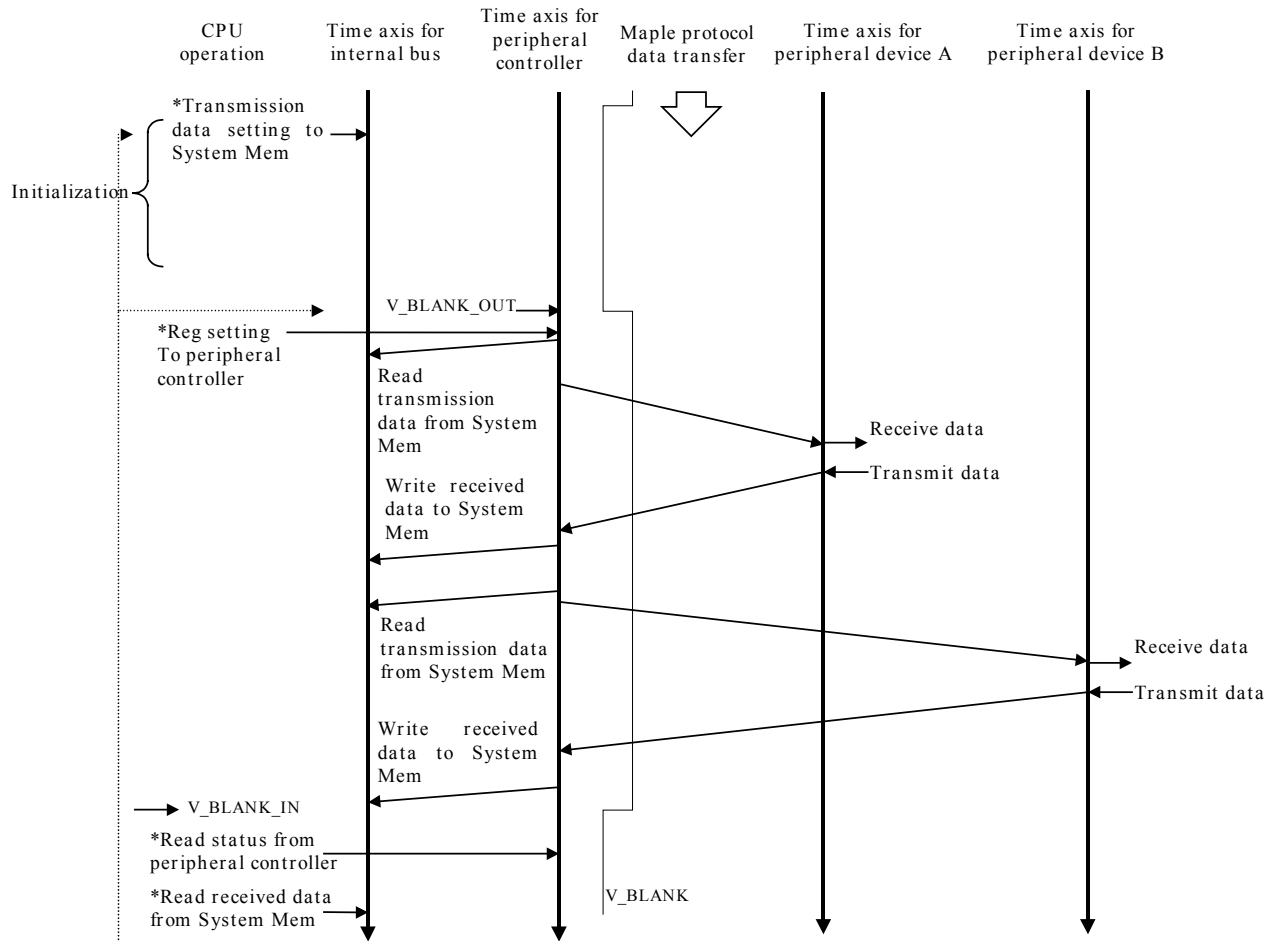 CPU
operation
Time axis for
internal bus
Time axis for
peripheral
controller
Maple protocol
data transfer
Time axis for
peripheral device A
Time axis for
peripheral device B
*Transmission
data setting to
System Mem
Initialization
V_BLANK_OUT
*Reg setting
To peripheral
controller
Read
transmission
data from System
Mem
Receive data
Transmit data
Write received
data to System
Mem
Read
transmission data
from System Mem
Receive data
Transmit data
Write received
data to System
Mem
V_BLANK_IN
*Read status from
peripheral controller
*Read received data
from System Mem
V_BLANK